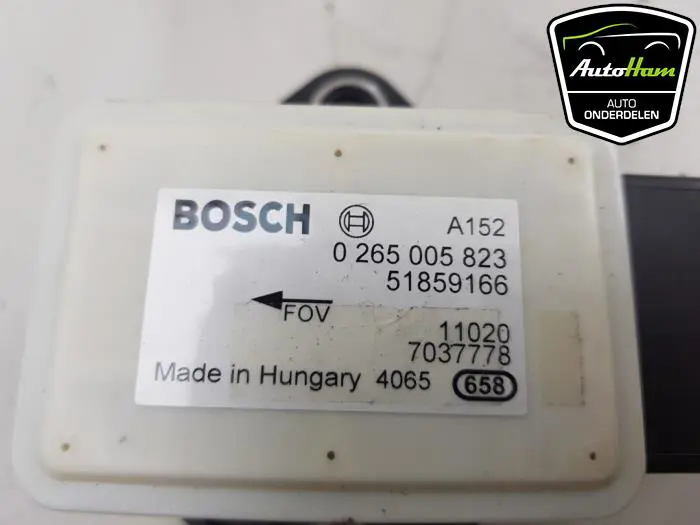 AutoHam
AUTO
ONDERDELEN
BOSCH A152
0 265 005 823
51859166
FOV
11020
7037778
Made in Hungary 4065 658